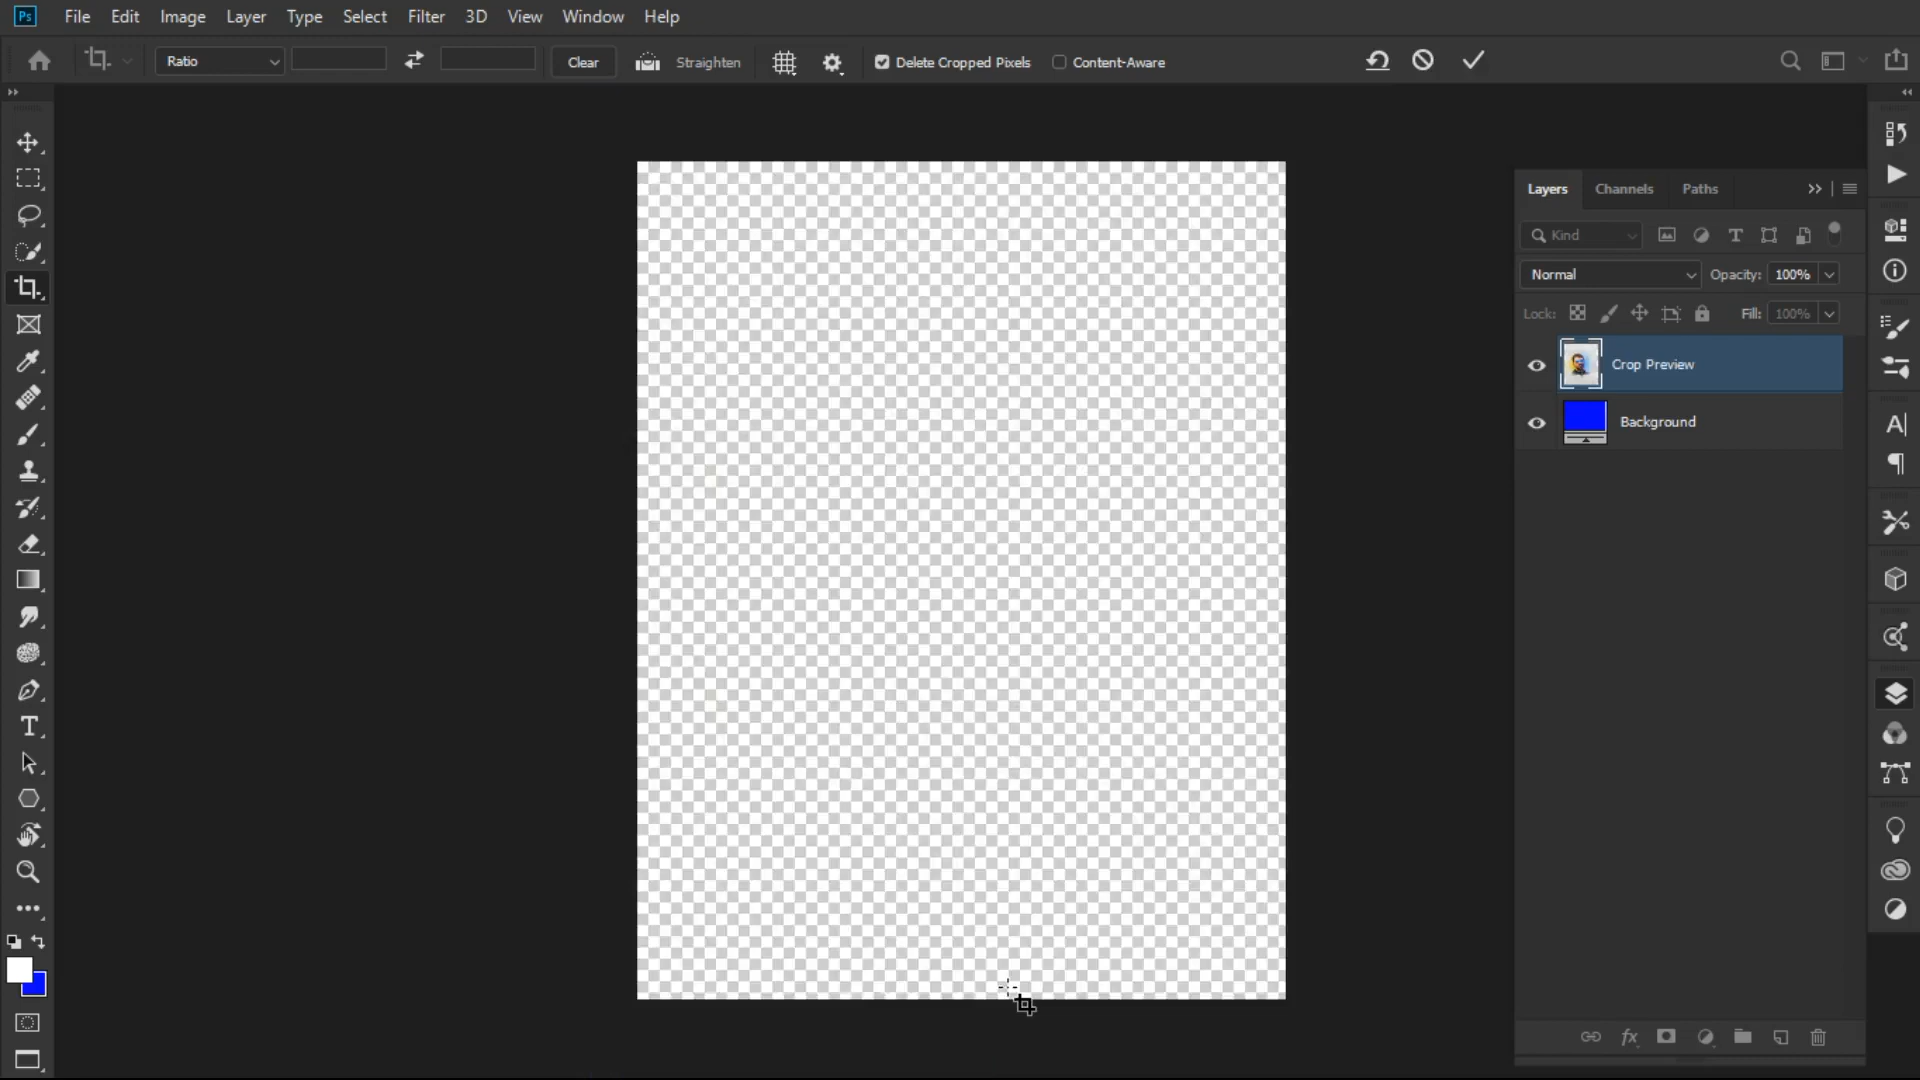 Ps File Edit Image Layer Type Select Filter 3D View Window Help
Ratio Clear Straighten Delete Cropped Pixels Content-Aware
Layers Channels Paths
Kind
Normal Opacity: 100%
Lock: Fill: 100%
Crop Preview
Background